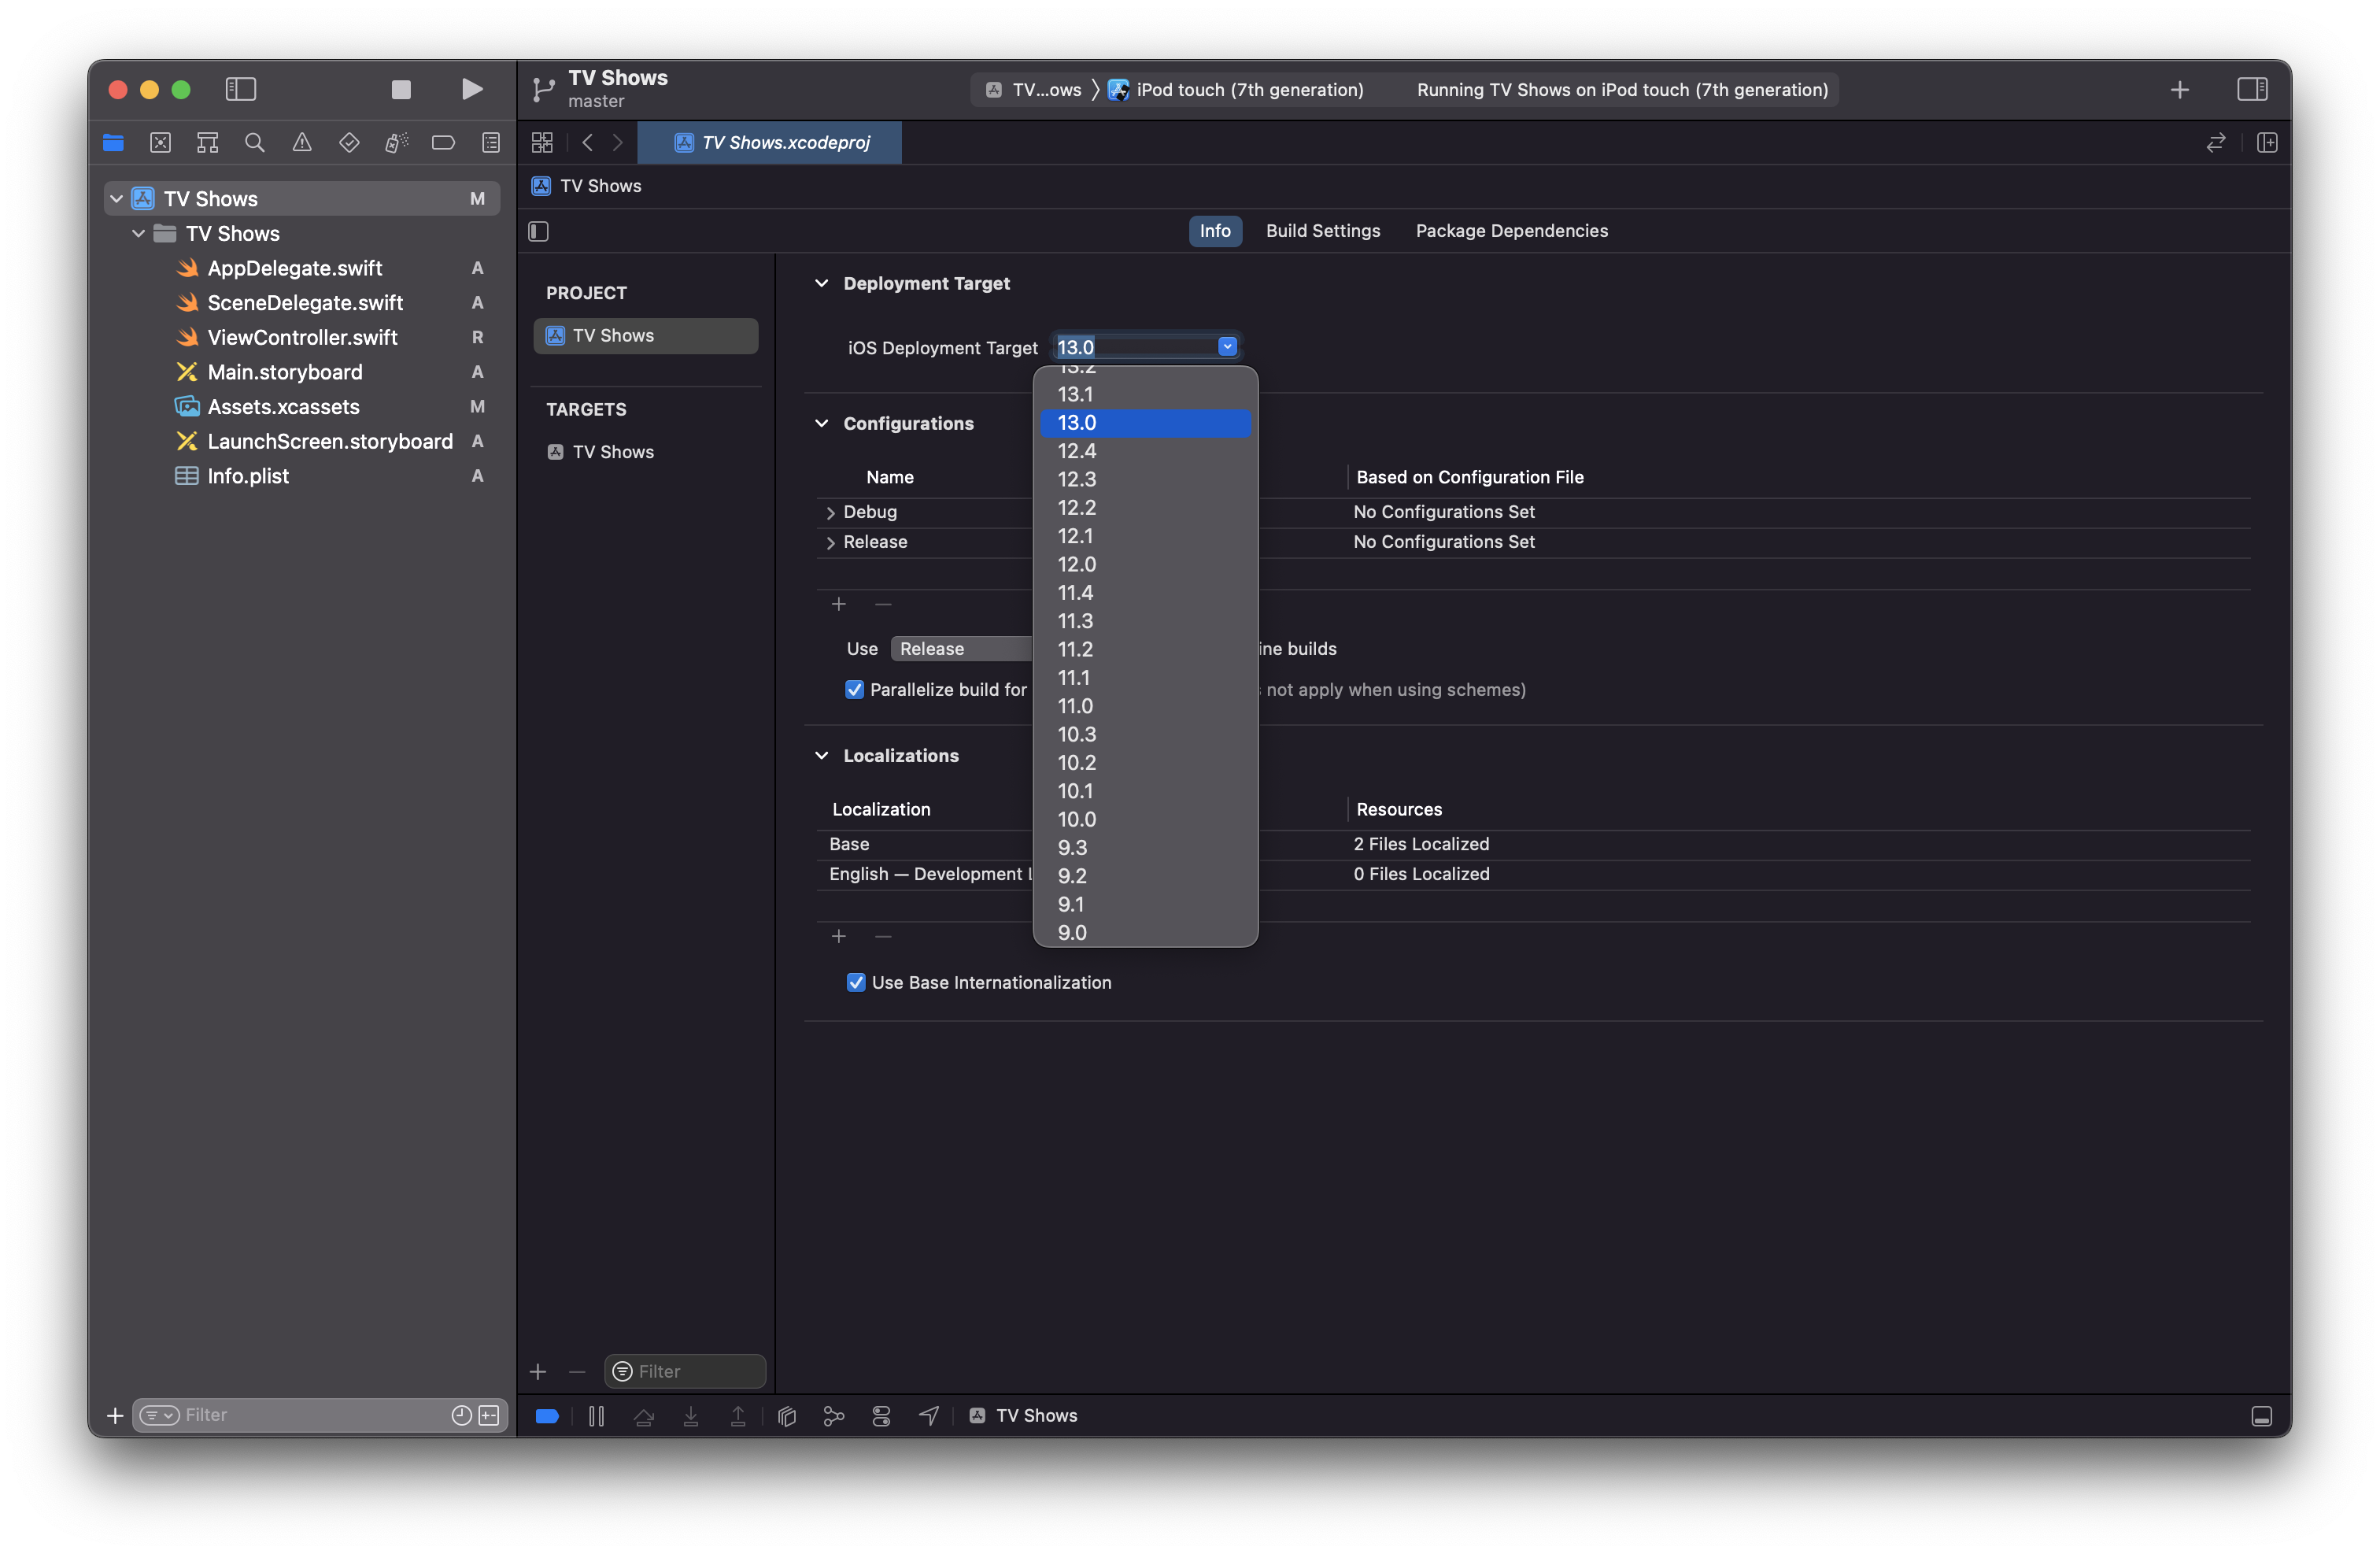 TV Shows
master
TV...ows
iPod touch (7th generation)
Running TV Shows on iPod touch (7th generation)
TV Shows.xcodeproj
TV Shows M
TV Shows
AppDelegate.swift A
SceneDelegate.swift A
ViewController.swift R
Main.storyboard A
Assets.xcassets M
LaunchScreen.storyboard A
Info.plist A
Filter
TV Shows
Info
Build Settings
Package Dependencies
PROJECT
TV Shows
TARGETS
TV Shows
Filter
Deployment Target
iOS Deployment Target 13.0
13.2
13.1
13.0
12.4
12.3
12.2
12.1
12.0
11.4
11.3
11.2
11.1
11.0
10.3
10.2
10.1
10.0
9.3
9.2
9.1
9.0
Configurations
Name
Based on Configuration File
Debug
No Configurations Set
Release
No Configurations Set
Use Release
builds
Parallelize build for
not apply when using schemes)
Localizations
Localization
Resources
Base
2 Files Localized
English — Development
0 Files Localized
Use Base Internationalization
TV Shows